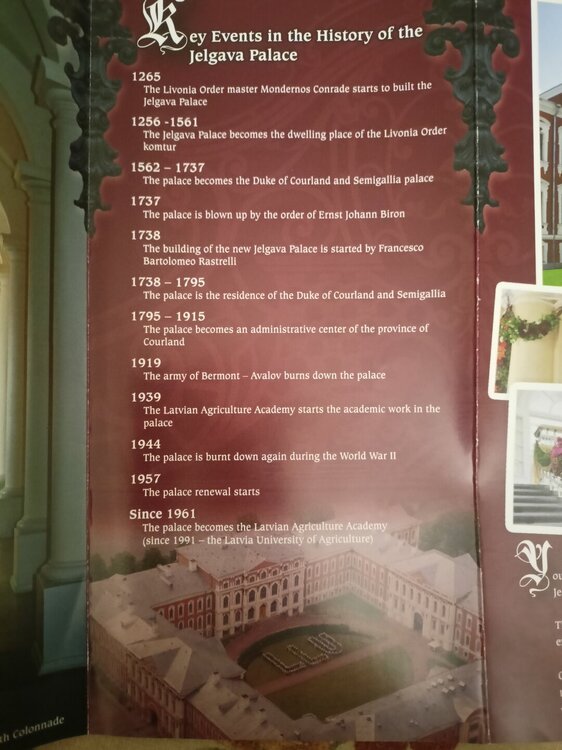 Key Events in the History of the
Jelgava Palace
1265
The Livonia Order master Mondernos Conrade starts to built the
Jelgava Palace
1256 -1561
The Jelgava Palace becomes the dwelling place of the Livonia Order
komtur
1562 – 1737
The palace becomes the Duke of Courland and Semigallia palace
1737
The palace is blown up by the order of Ernst Johann Biron
1738
The building of the new Jelgava Palace is started by Francesco
Bartolomeo Rastrelli
1738 – 1795
The palace is the residence of the Duke of Courland and Semigallia
1795 – 1915
The palace becomes an administrative center of the province of
Courland
1919
The army of Bermont – Avalov burns down the palace
1939
The Latvian Agriculture Academy starts the academic work in the
palace
1944
The palace is burnt down again during the World War II
1957
The palace renewal starts
Since 1961
The palace becomes the Latvian Agriculture Academy
(since 1991 – the Latvia University of Agriculture)
LLU
Colonnade